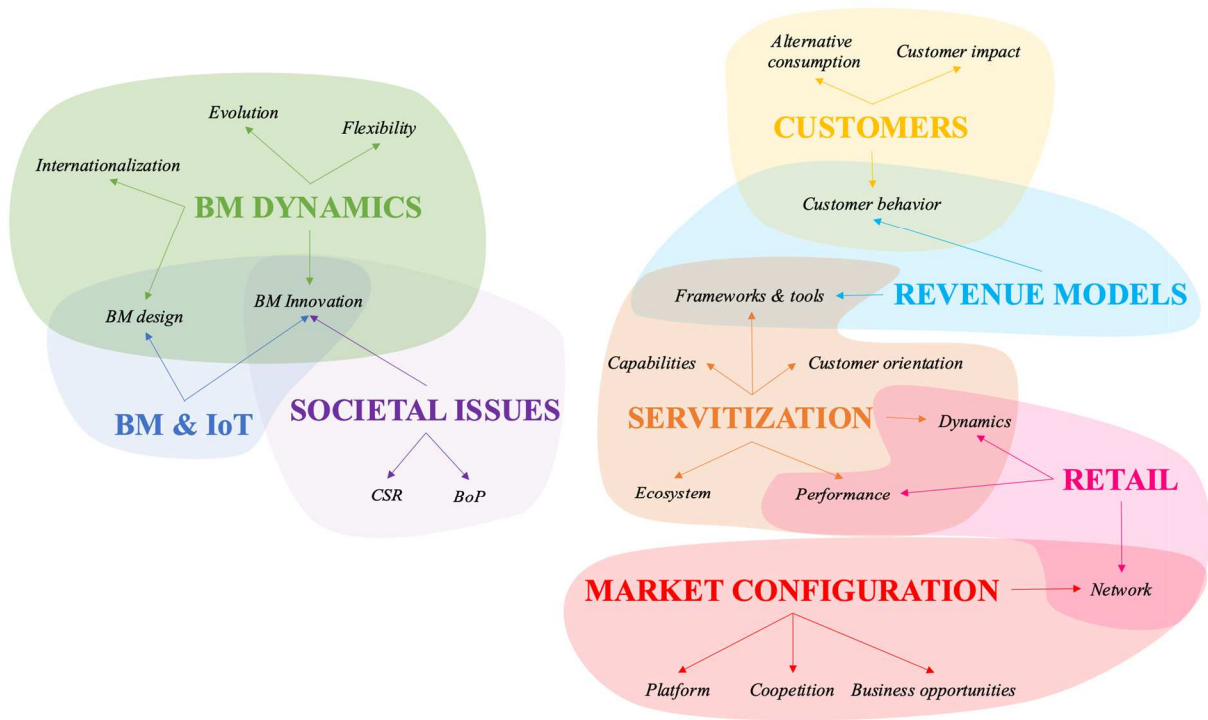 Evolution
Flexibility
Internationalization
BM DYNAMICS
BM design
BM Innovation
BM & IoT
SOCIETAL ISSUES
CSR
BoP
Alternative
consumption
Customer impact
CUSTOMERS
Customer behavior
Frameworks & tools
REVENUE MODELS
Capabilities
Customer orientation
SERVITIZATION
Dynamics
Ecosystem
Performance
RETAIL
MARKET CONFIGURATION
Network
Platform
Coopetition
Business opportunities